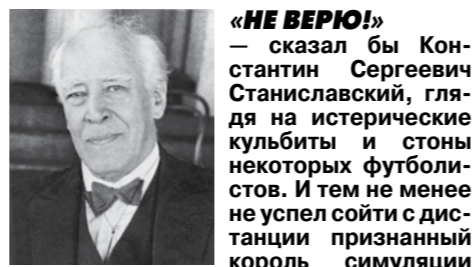 «НЕ ВЕРЮ!»
— сказал бы Кон-
стантин Сергеевич
Станиславский, гля-
дя на истерические
кульбиты и стоны
некоторых футболи-
стов. И тем не менее
не успел сойти с дис-
танции признанный
король симуляции